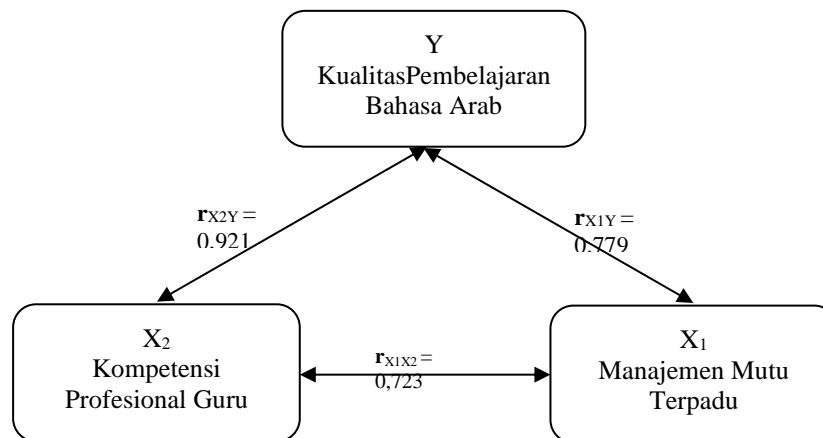 Y
KualitasPembelajaran
Bahasa Arab
rX2Y =
0,921
rX1Y =
0,779
X2
Kompetensi
Profesional Guru
rX1X2 =
0,723
X1
Manajemen Mutu
Terpadu